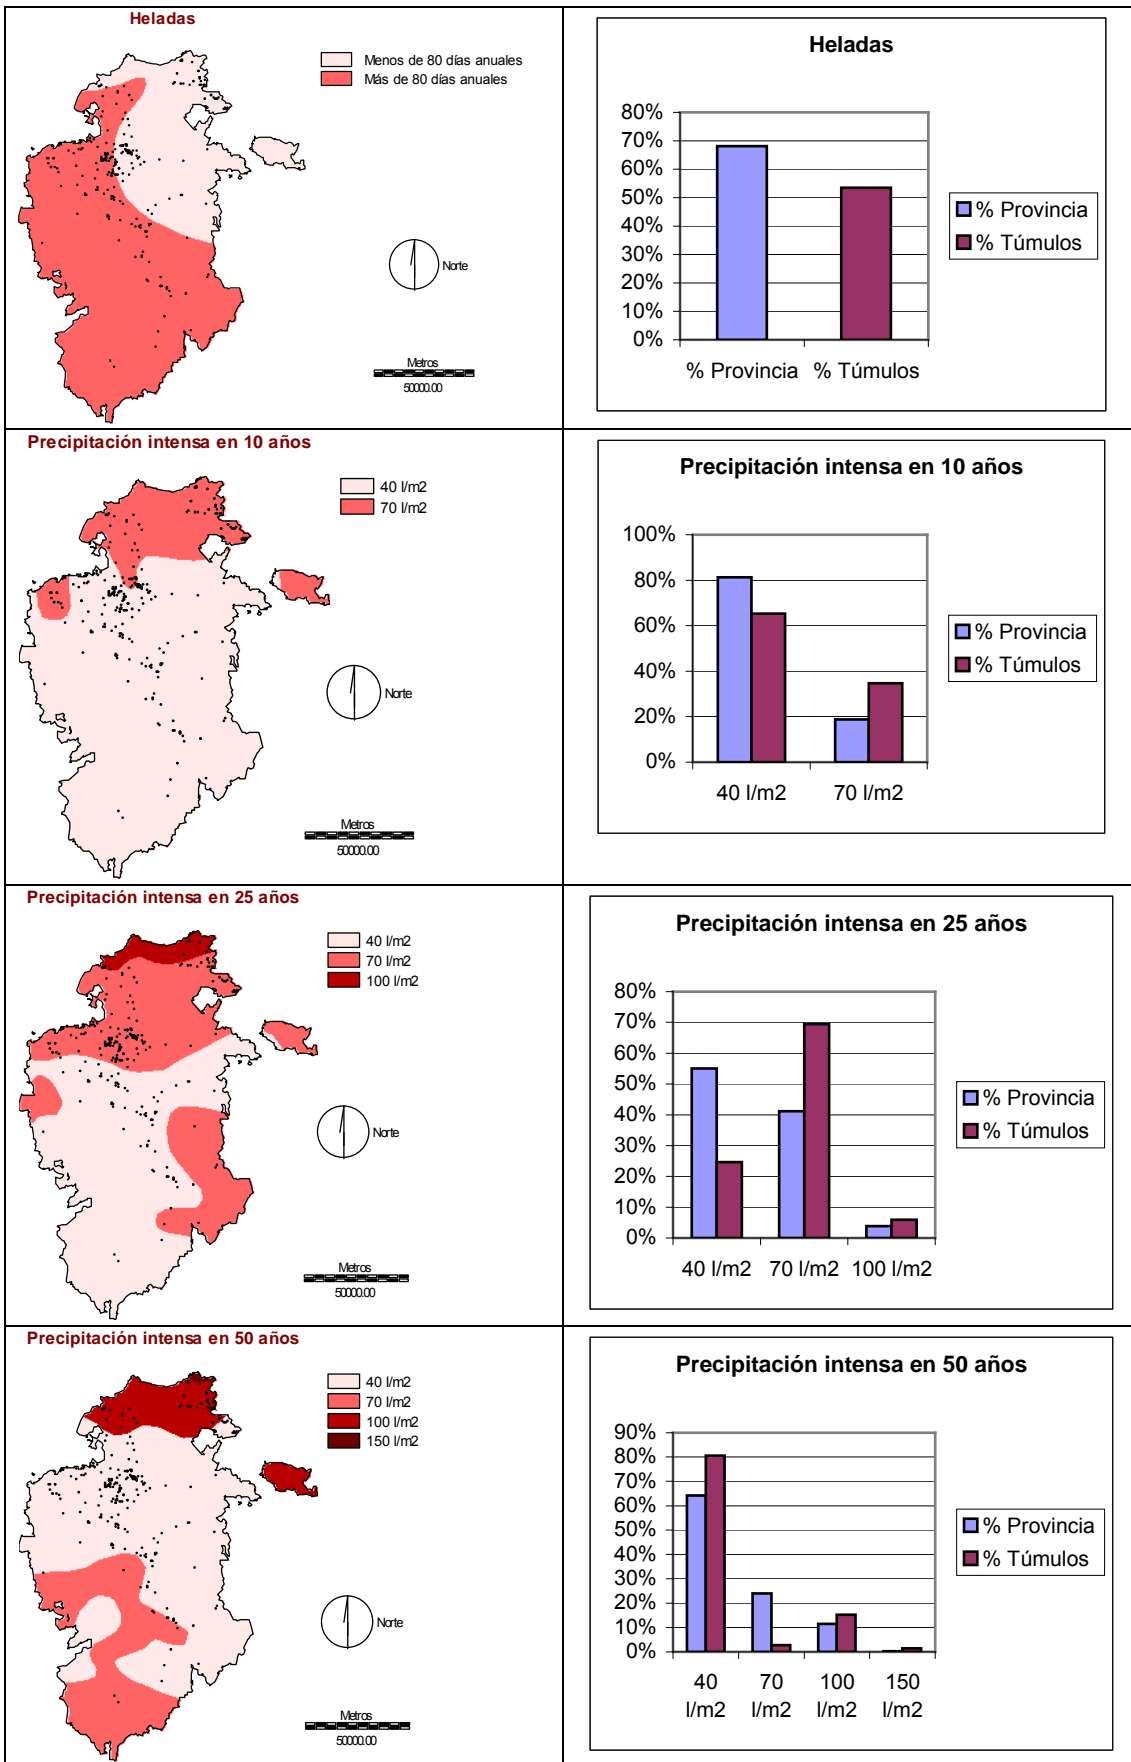 Heladas
Menos de 80 días anuales
Más de 80 días anuales
Norte
Metros
50000.00
Heladas
80%
70%
60%
50%
40%
30%
20%
10%
0%
% Provincia % Túmulos
% Provincia
% Túmulos
Precipitación intensa en 10 años
40 l/m2
70 l/m2
Norte
Metros
50000.00
Precipitación intensa en 10 años
100%
80%
60%
40%
20%
0%
40 l/m2 70 l/m2
% Provincia
% Túmulos
Precipitación intensa en 25 años
40 l/m2
70 l/m2
100 l/m2
Norte
Metros
50000.00
Precipitación intensa en 25 años
80%
70%
60%
50%
40%
30%
20%
10%
0%
40 l/m2 70 l/m2 100 l/m2
% Provincia
% Túmulos
Precipitación intensa en 50 años
40 l/m2
70 l/m2
100 l/m2
150 l/m2
Norte
Metros
50000.00
Precipitación intensa en 50 años
90%
80%
70%
60%
50%
40%
30%
20%
10%
0%
40 70 100 150
l/m2 l/m2 l/m2 l/m2
% Provincia
% Túmulos